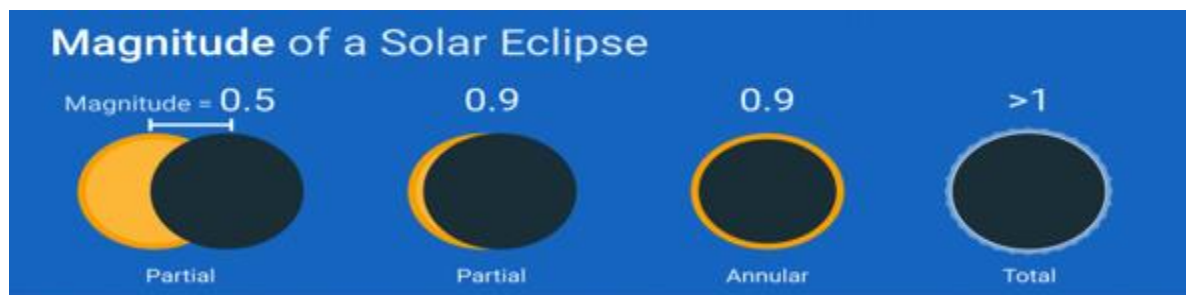 Magnitude of a Solar Eclipse
Magnitude = 0.5 0.9 0.9 >1
Partial Partial Annular Total